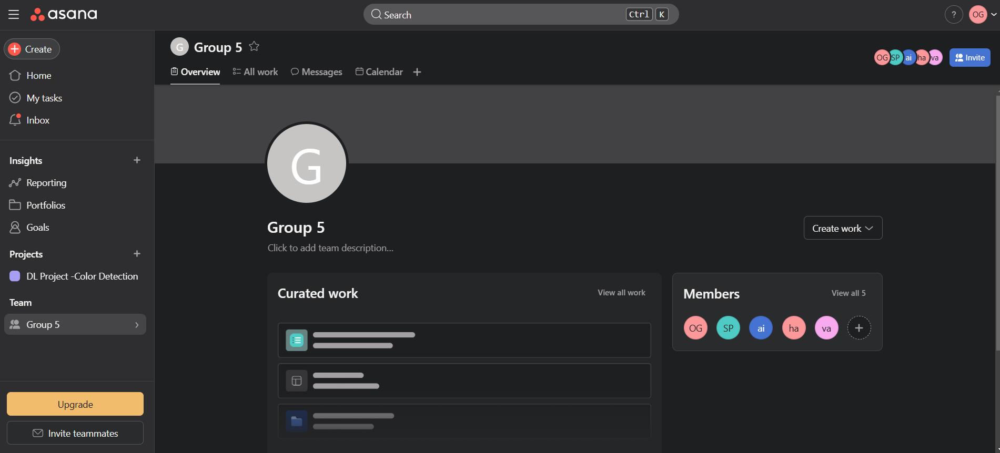 asana
Search
Ctrl K
?
OG
Create
Home
My tasks
Inbox
Insights
Reporting
Portfolios
Goals
Projects
DL Project -Color Detection
Team
Group 5
Upgrade
Invite teammates
G
Group 5
Overview
All work
Messages
Calendar
OG SP ai ha va
Invite
G
Group 5
Click to add team description...
Create work
Curated work
View all work
Members
View all 5
OG SP ai ha va